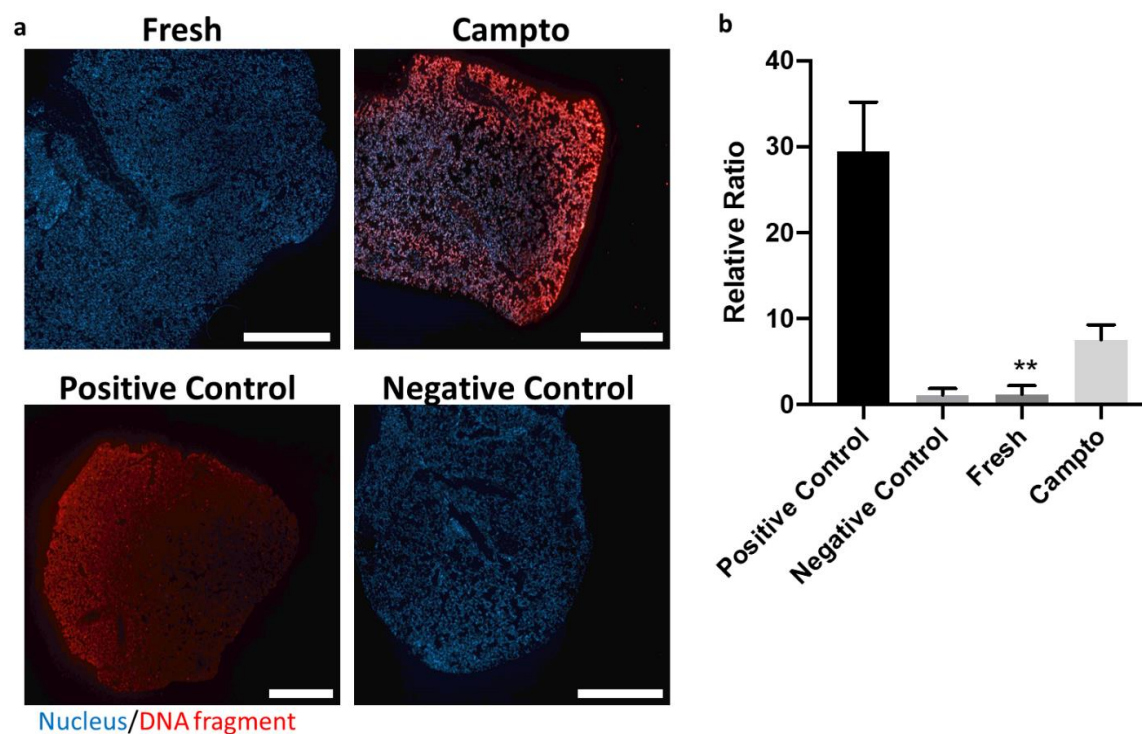 a
Fresh
Campto
Positive Control
Negative Control
Nucleus/DNA fragment
b
Relative Ratio
40
30
20
10
0
**
Positive Control
Negative Control
Fresh
Campto